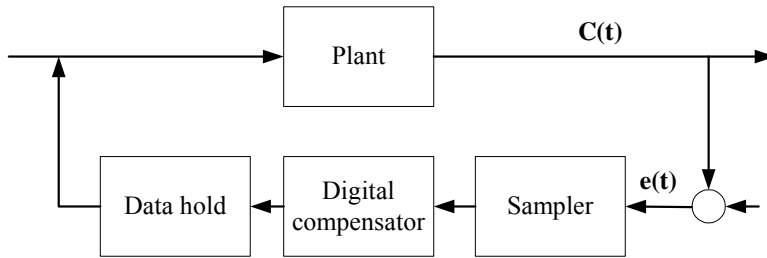 C(t)
Plant
e(t)
Data hold
Digital
compensator
Sampler